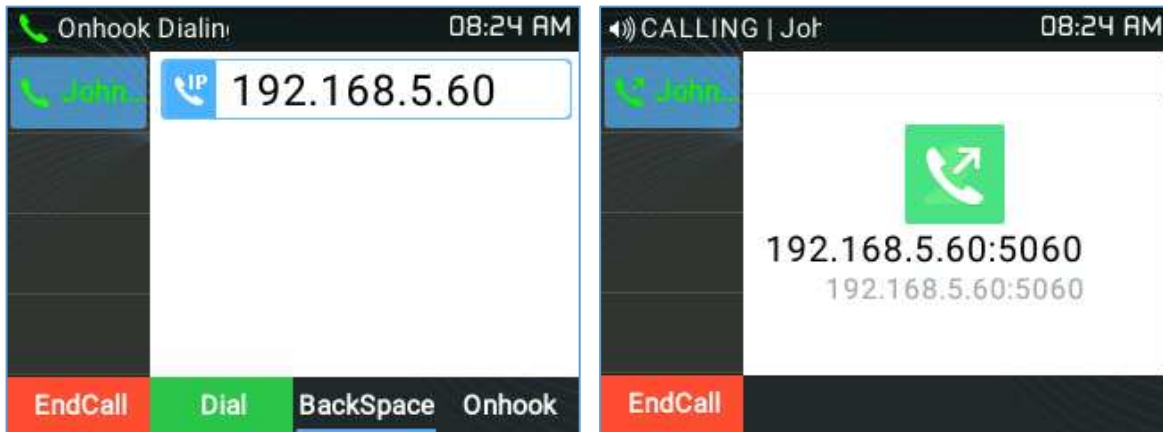 Onhook Dialin
08:24 AM
John...
IP
192.168.5.60
EndCall
Dial
BackSpace
Onhook
CALLING | Joh
08:24 AM
John...
192.168.5.60:5060
192.168.5.60:5060
EndCall